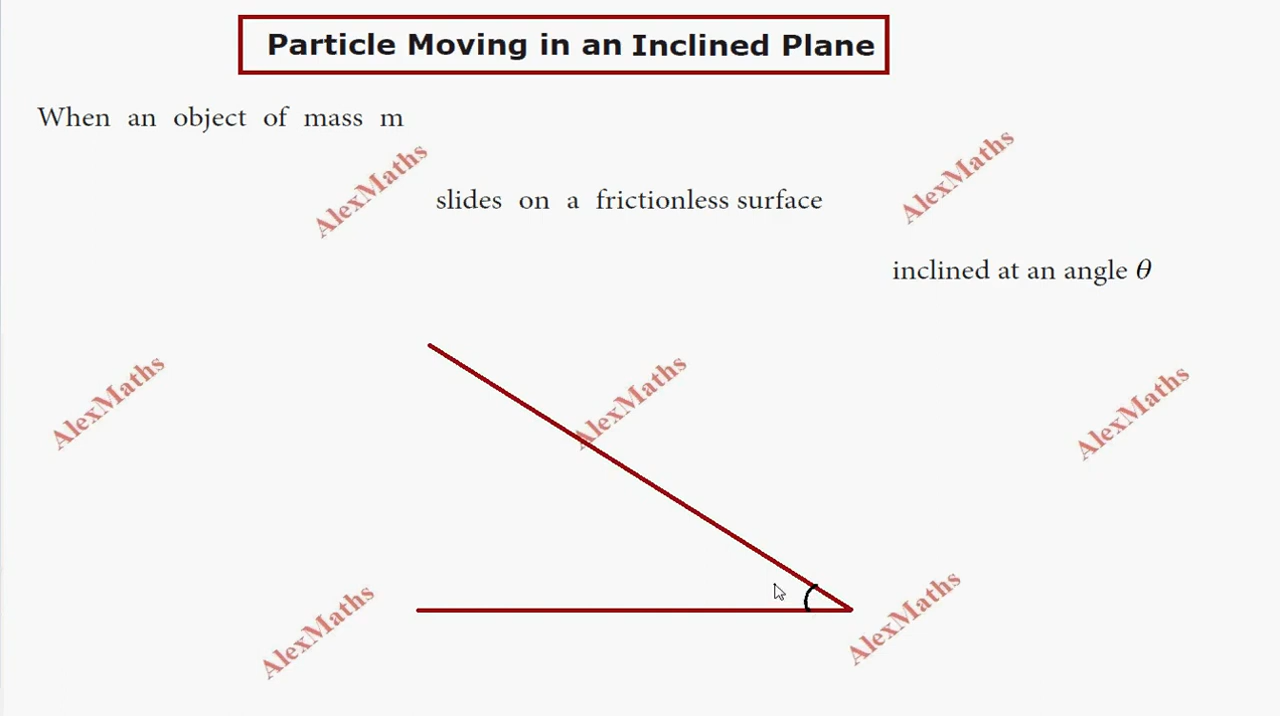 Particle Moving in an Inclined Plane
When an object of mass m
AlexMaths
AlexMaths
slides on a frictionless surface
inclined at an angle θ
AlexMaths
AlexMaths
AlexMaths
AlexMaths
AlexMaths